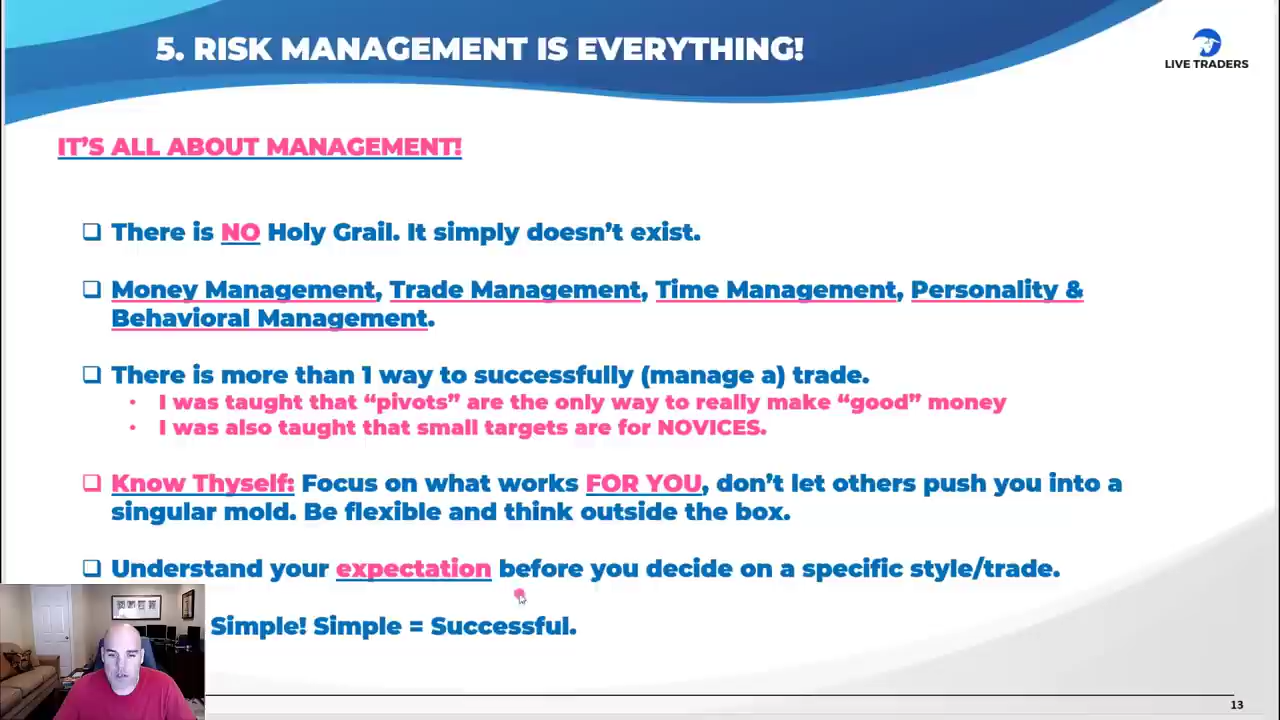 5. RISK MANAGEMENT IS EVERYTHING!
LIVE TRADERS
IT’S ALL ABOUT MANAGEMENT!
There is NO Holy Grail. It simply doesn’t exist.
Money Management, Trade Management, Time Management, Personality &
Behavioral Management.
There is more than 1 way to successfully (manage a) trade.
• I was taught that “pivots” are the only way to really make “good” money
• I was also taught that small targets are for NOVICES.
Know Thyself: Focus on what works FOR YOU, don’t let others push you into a
singular mold. Be flexible and think outside the box.
Understand your expectation before you decide on a specific style/trade.
Simple! Simple = Successful.
13